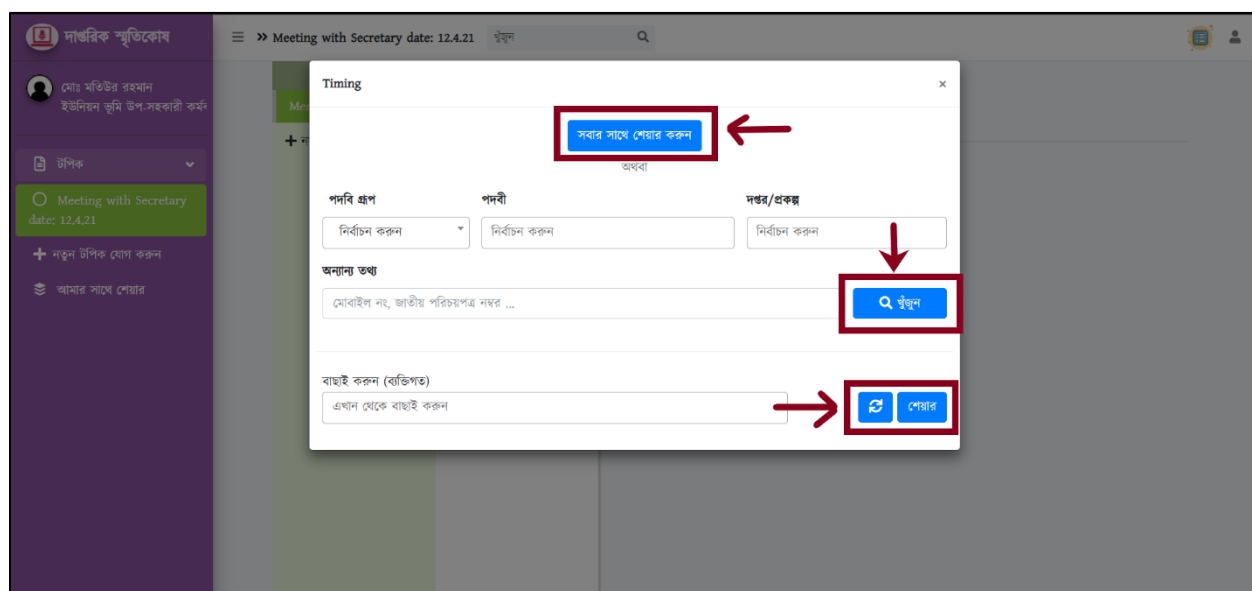 দাপ্তরিক স্মৃতিকোষ
Meeting with Secretary date: 12.4.21 খুঁজুন
মোঃ মতিউর রহমান
ইউনিয়ন ভূমি উপ-সহকারী
টপিক
Meeting with Secretary
date: 12.4.21
নতুন টপিক যোগ করুন
আমার সাথে শেয়ার
Timing
সবার সাথে শেয়ার করুন
অথবা
পদবি গ্রুপ পদবী দপ্তর/প্রকল্প
নির্বাচন করুন নির্বাচন করুন নির্বাচন করুন
অন্যান্য তথ্য
মোবাইল নং, জাতীয় পরিচয়পত্র নম্বর ... খুঁজুন
বাছাই করুন (ব্যক্তিগত)
এখান থেকে বাছাই করুন শেয়ার